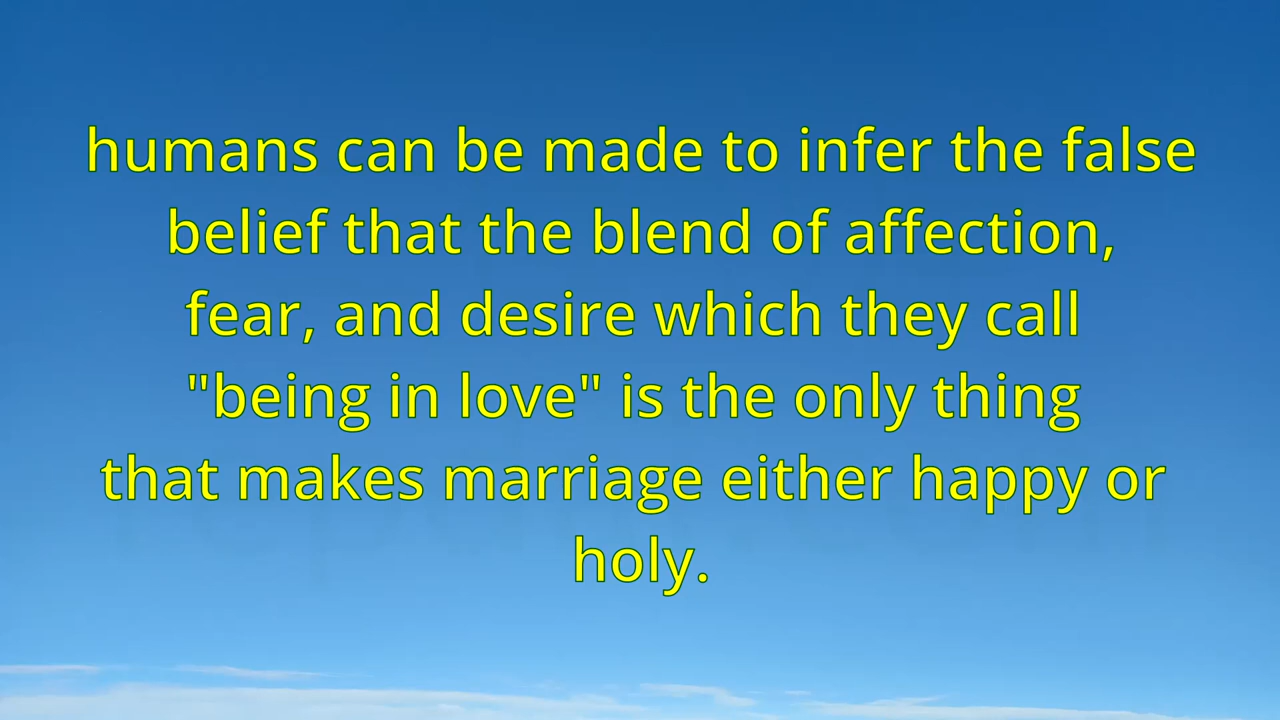 humans can be made to infer the false
belief that the blend of affection,
fear, and desire which they call
"being in love" is the only thing
that makes marriage either happy or
holy.